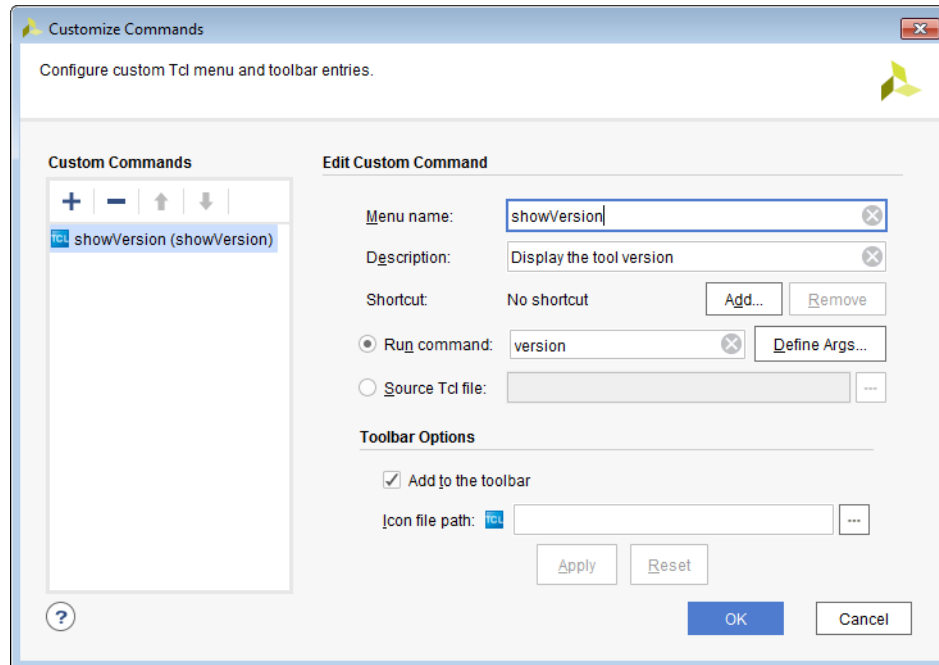 Customize Commands
Configure custom Tcl menu and toolbar entries.
Custom Commands
TCL showVersion (showVersion)
Edit Custom Command
Menu name: showVersion
Description: Display the tool version
Shortcut: No shortcut Add... Remove
Run command: version Define Args...
Source Tcl file: ...
Toolbar Options
Add to the toolbar
Icon file path: TCL ...
Apply Reset
? OK Cancel